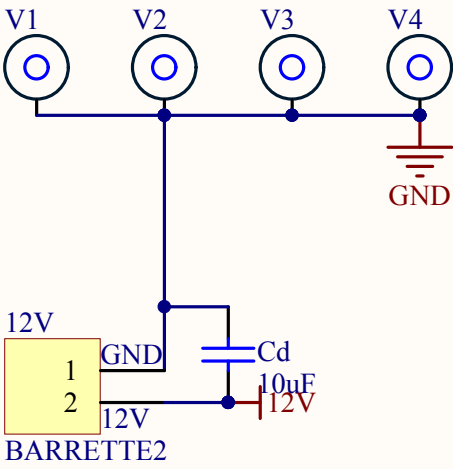 V1 V2 V3 V4
GND
12V
1 GND
Cd
10uF
2 12V
12V
BARRETTE2